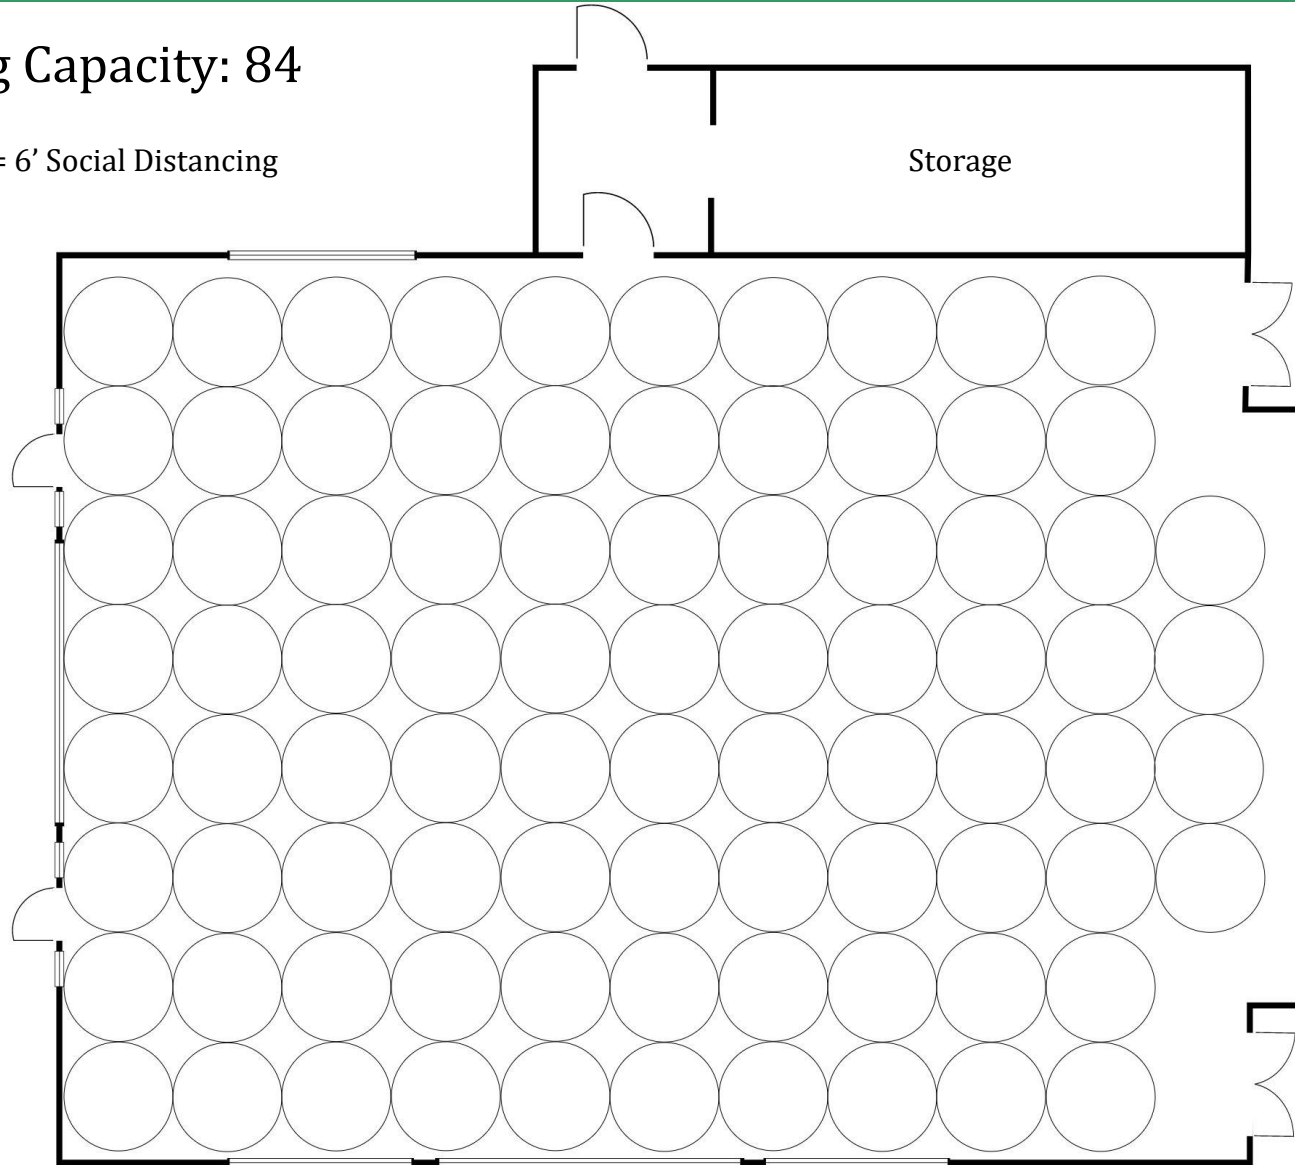 g Capacity: 84
= 6’ Social Distancing
Storage